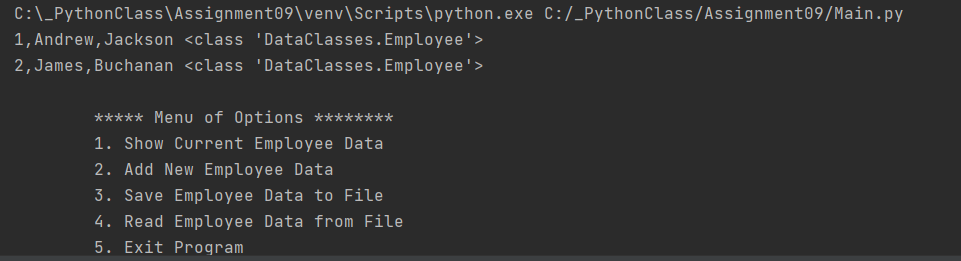 C:\_PythonClass\Assignment09\venv\Scripts\python.exe C:/_PythonClass/Assignment09/Main.py
1,Andrew,Jackson <class 'DataClasses.Employee'>
2,James,Buchanan <class 'DataClasses.Employee'>
***** Menu of Options ********
1. Show Current Employee Data
2. Add New Employee Data
3. Save Employee Data to File
4. Read Employee Data from File
5. Exit Program